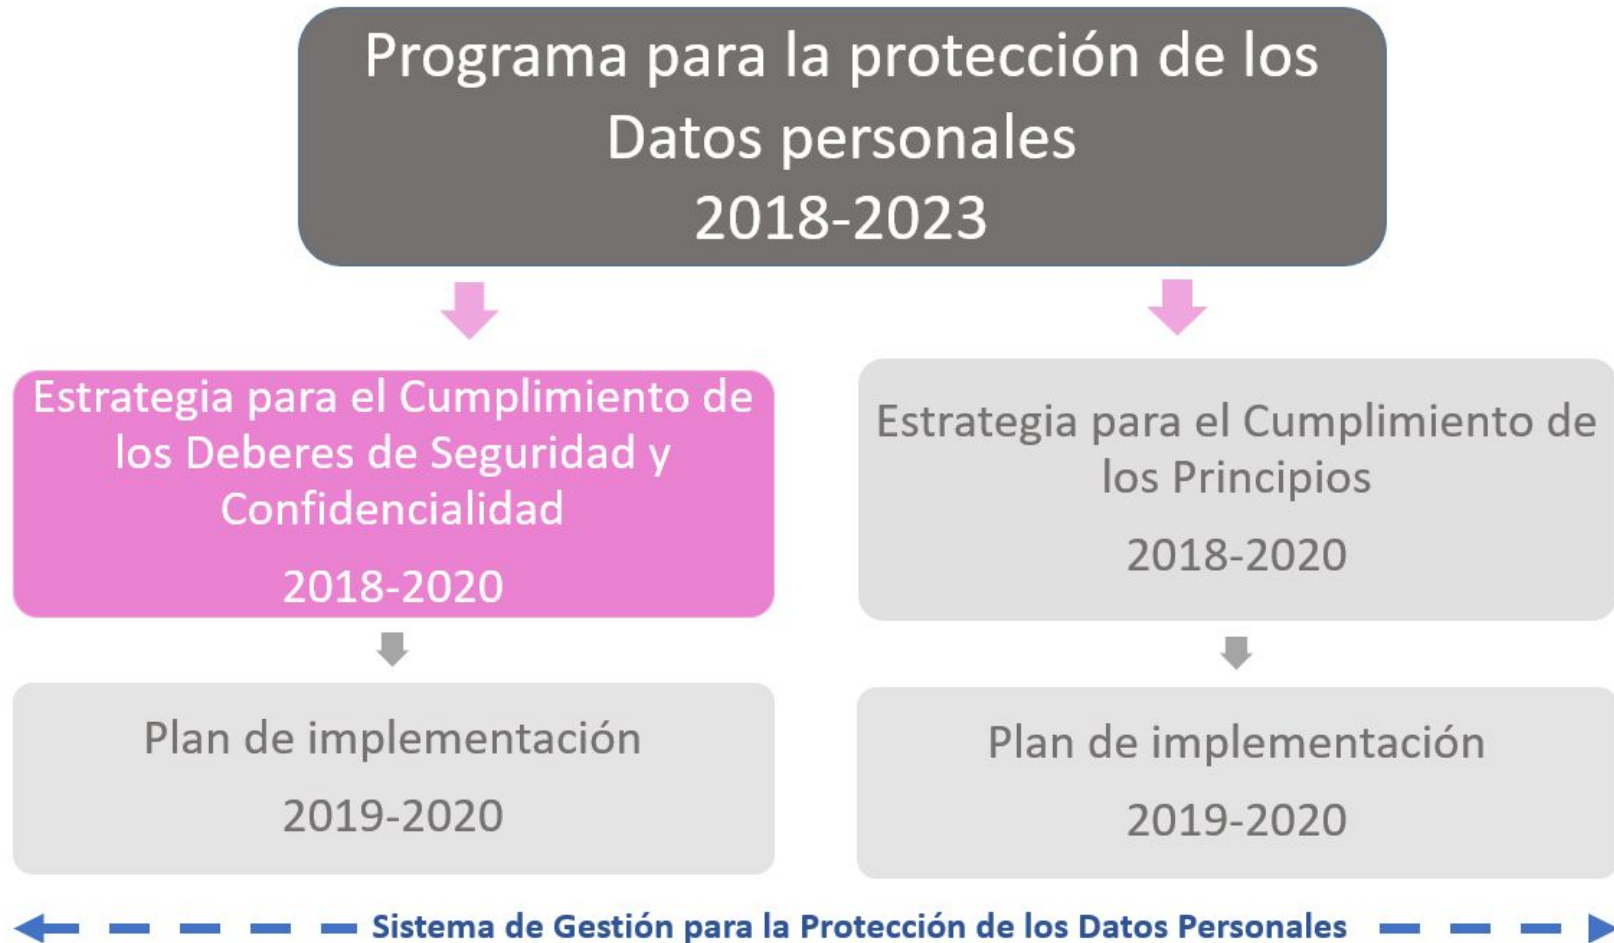 Programa para la protección de los
Datos personales
2018-2023
Estrategia para el Cumplimiento de
los Deberes de Seguridad y
Confidencialidad
2018-2020
Estrategia para el Cumplimiento de
los Principios
2018-2020
Plan de implementación
2019-2020
Plan de implementación
2019-2020
Sistema de Gestión para la Protección de los Datos Personales